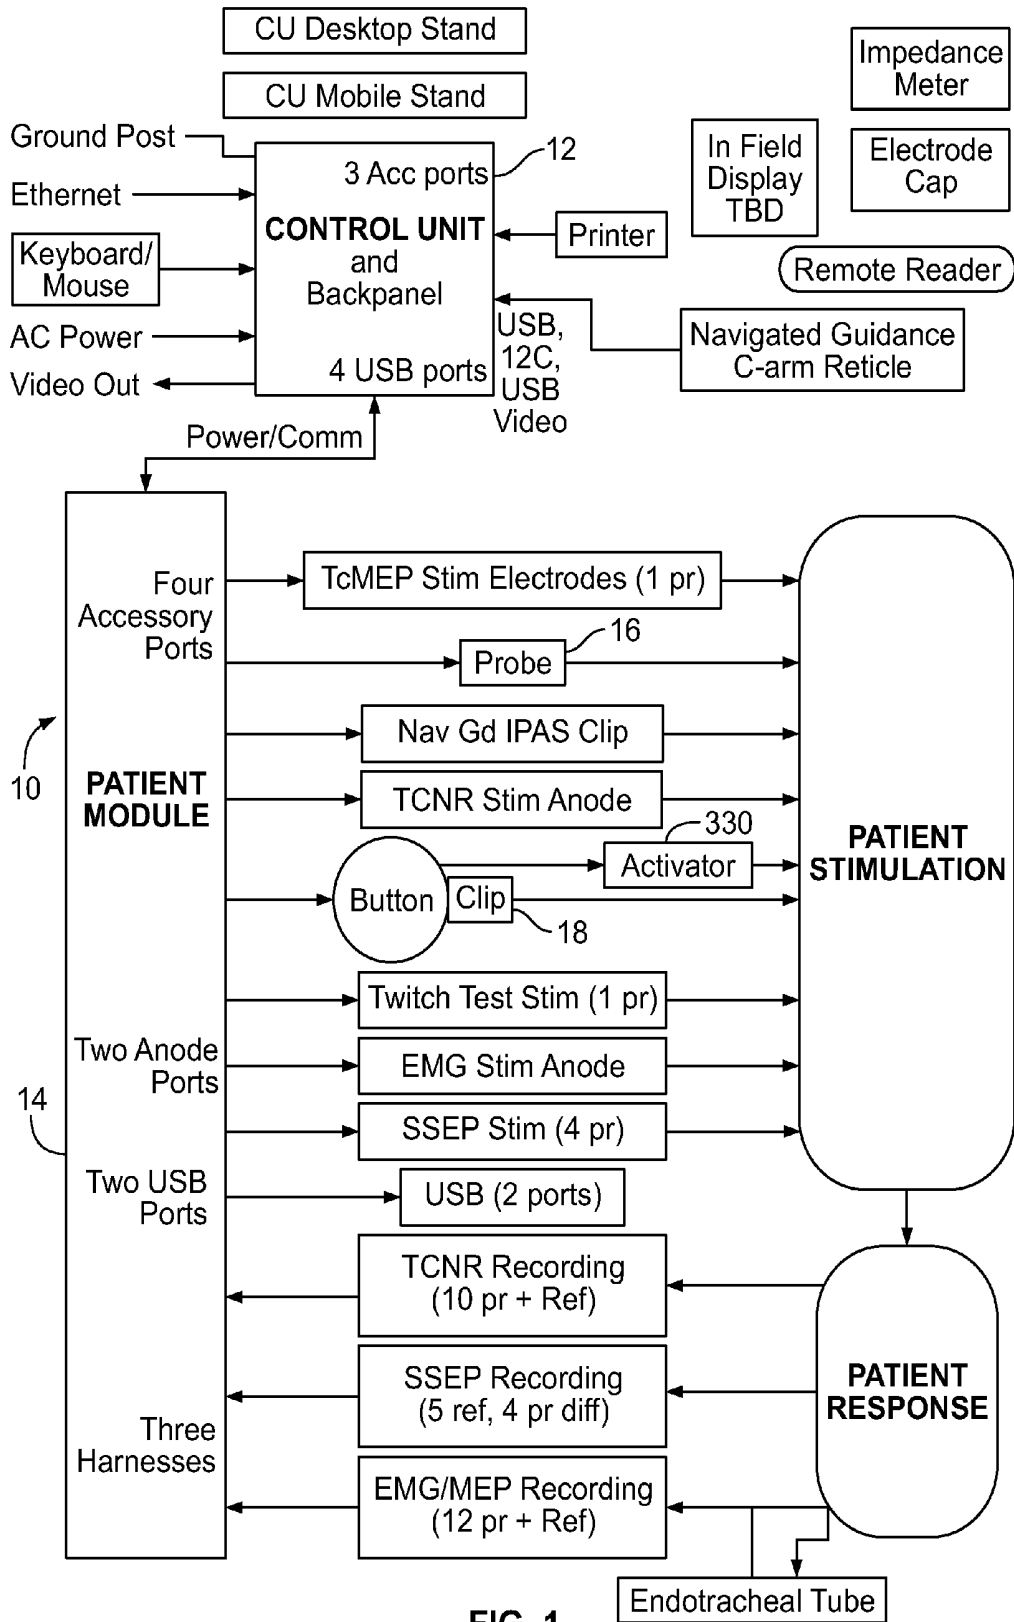 CU Desktop Stand
CU Mobile Stand
Impedance
Meter
Ground Post
Ethernet
Keyboard/
Mouse
AC Power
Video Out
3 Acc ports
12
CONTROL UNIT
and
Backpanel
4 USB ports
Printer
In Field
Display
TBD
Electrode
Cap
Remote Reader
USB,
12C,
USB
Video
Navigated Guidance
C-arm Reticle
Power/Comm
Four
Accessory
Ports
10
PATIENT
MODULE
Two Anode
Ports
14
Two USB
Ports
Three
Harnesses
TcMEP Stim Electrodes (1 pr)
16
Probe
Nav Gd IPAS Clip
TCNR Stim Anode
330
Activator
Button
Clip
18
Twitch Test Stim (1 pr)
EMG Stim Anode
SSEP Stim (4 pr)
USB (2 ports)
TCNR Recording
(10 pr + Ref)
SSEP Recording
(5 ref, 4 pr diff)
EMG/MEP Recording
(12 pr + Ref)
PATIENT
STIMULATION
PATIENT
RESPONSE
Endotracheal Tube
FIG. 1